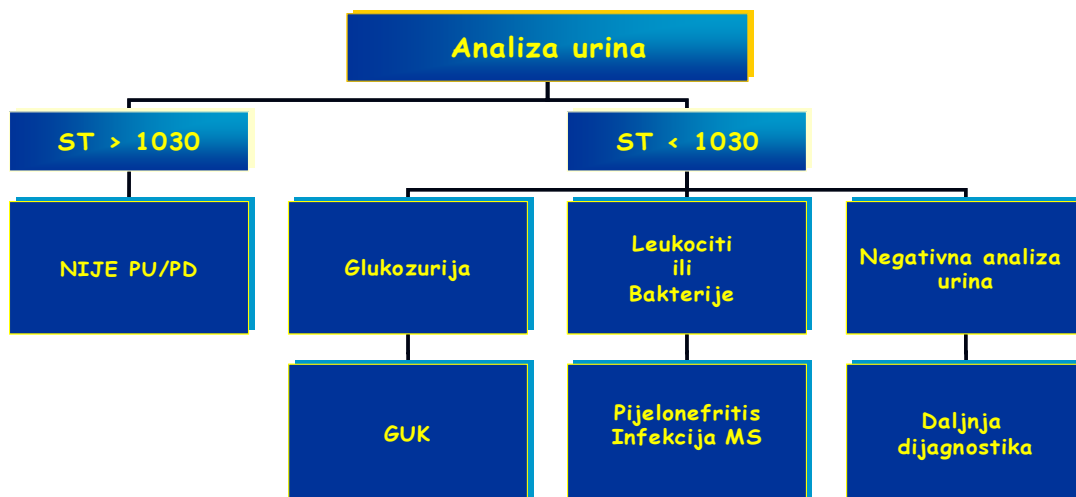 Analiza urina
ST > 1030
ST < 1030
NIJE PU/PD
Glukozurija
Leukociti
ili
Bakterije
Negativna analiza
urina
GUK
Pijelonefritis
Infekcija MS
Daljnja
dijagnostika